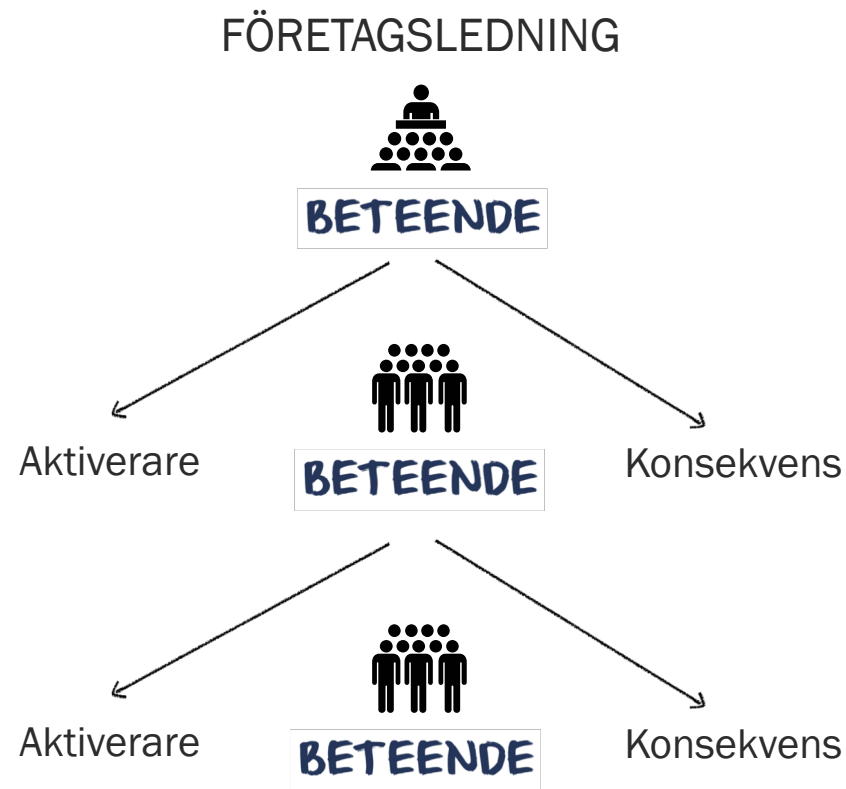 FÖRETAGSLEDNING
BETEENDE
Aktiverare
BETEENDE
Konsekvens
Aktiverare
BETEENDE
Konsekvens